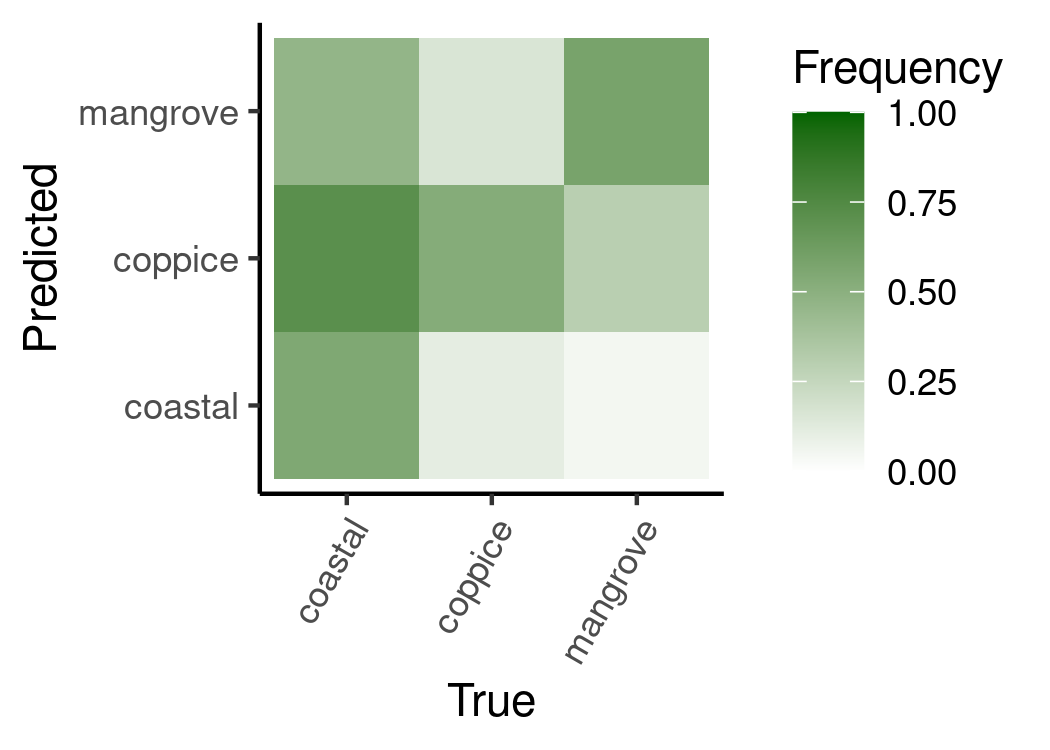 Predicted
mangrove
coppice
coastal
coastal
coppice
mangrove
True
Frequency
1.00
0.75
0.50
0.25
0.00